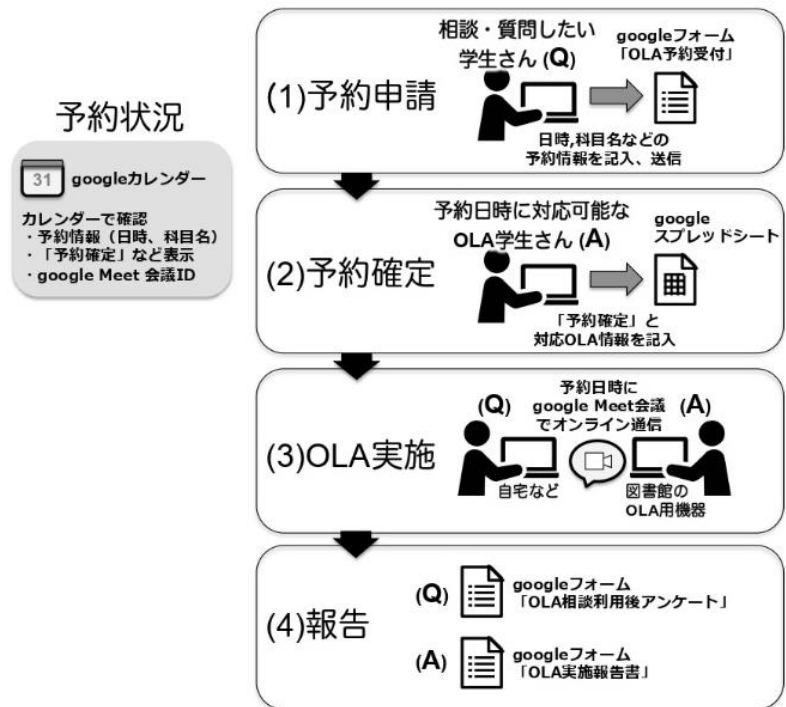 予約状況
31
googleカレンダー
カレンダーで確認
・予約情報（日時、科目名）
・「予約確定」など表示
・google Meet 会議ID
(1)予約申請
相談・質問したい
学生さん (Q)
googleフォーム
「OLA予約受付」
日時,科目名などの
予約情報を記入、送信
(2)予約確定
予約日時に対応可能な
OLA学生さん (A)
google
スプレッドシート
「予約確定」と
対応OLA情報を記入
(3)OLA実施
(Q)
予約日時に
google Meet会議
でオンライン通信
(A)
自宅など
図書館の
OLA用機器
(4)報告
(Q)
googleフォーム
「OLA相談利用後アンケート」
(A)
googleフォーム
「OLA実施報告書」